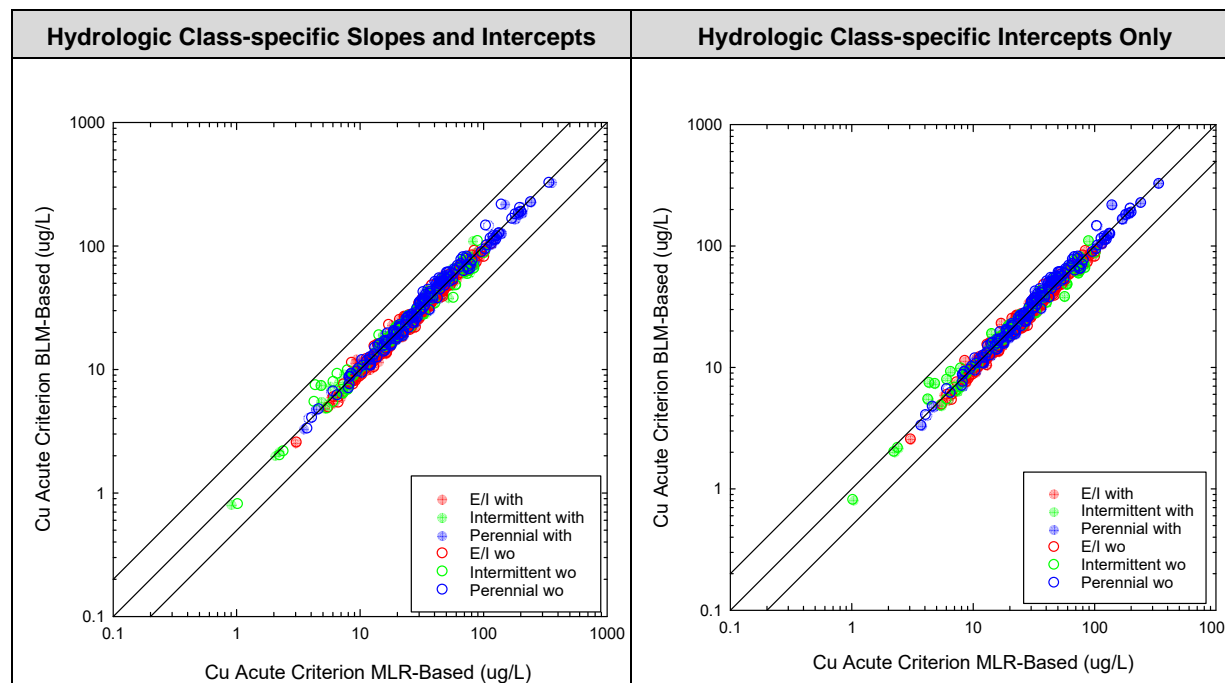 Hydrologic Class-specific Slopes and Intercepts
Cu Acute Criterion BLM-Based (ug/L)
1000
100
10
1
0.1
0.1
1
10
100
1000
E/I with
Intermittent with
Perennial with
E/I wo
Intermittent wo
Perennial wo
Cu Acute Criterion MLR-Based (ug/L)
Hydrologic Class-specific Intercepts Only
Cu Acute Criterion BLM-Based (ug/L)
1000
100
10
1
0.1
0.1
1
10
100
100
E/I with
Intermittent with
Perennial with
E/I wo
Intermittent wo
Perennial wo
Cu Acute Criterion MLR-Based (ug/L)